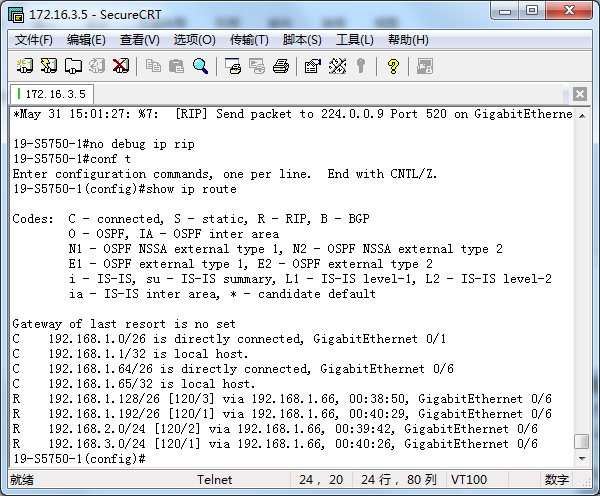 172.16.3.5 - SecureCRT
文件(F) 编辑(E) 查看(V) 选项(O) 传输(T) 脚本(S) 工具(L) 帮助(H)
172.16.3.5
*May 31 15:01:27: %7:  [RIP] Send packet to 224.0.0.9 Port 520 on GigabitEtherne
19-S5750-1#no debug ip rip
19-S5750-1#conf t
Enter configuration commands, one per line.  End with CNTL/Z.
19-S5750-1(config)#show ip route
Codes:  C - connected, S - static, R - RIP, B - BGP
O - OSPF, IA - OSPF inter area
N1 - OSPF NSSA external type 1, N2 - OSPF NSSA external type 2
E1 - OSPF external type 1, E2 - OSPF external type 2
i - IS-IS, su - IS-IS summary, L1 - IS-IS level-1, L2 - IS-IS level-2
ia - IS-IS inter area, * - candidate default
Gateway of last resort is no set
C    192.168.1.0/26 is directly connected, GigabitEthernet 0/1
C    192.168.1.1/32 is local host.
C    192.168.1.64/26 is directly connected, GigabitEthernet 0/6
C    192.168.1.65/32 is local host.
R    192.168.1.128/26 [120/3] via 192.168.1.66, 00:38:50, GigabitEthernet 0/6
R    192.168.1.192/26 [120/1] via 192.168.1.66, 00:40:29, GigabitEthernet 0/6
R    192.168.2.0/24 [120/2] via 192.168.1.66, 00:39:42, GigabitEthernet 0/6
R    192.168.3.0/24 [120/1] via 192.168.1.66, 00:40:26, GigabitEthernet 0/6
19-S5750-1(config)#
就绪 Telnet 24, 20 24 行, 80 列 VT100 数字